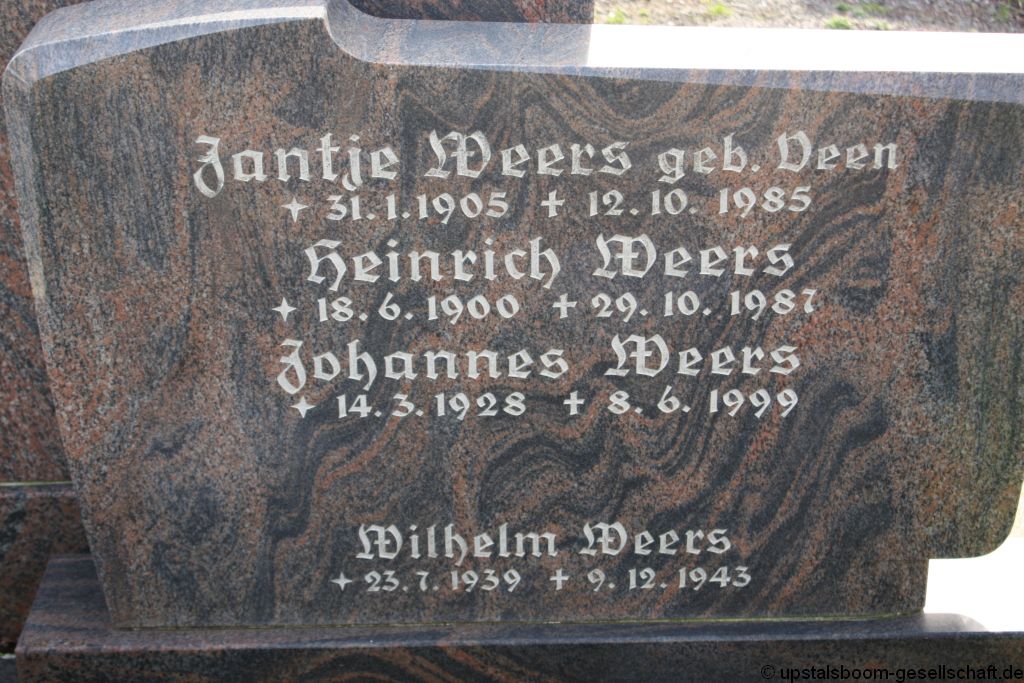 Jantje Weers geb. Veen
✦ 31.1.1905 ✝ 12.10.1985
Heinrich Weers
✦ 18.6.1900 ✝ 29.10.1987
Johannes Weers
✦ 14.3.1928 ✝ 8.6.1999
Wilhelm Weers
✦ 23.7.1939 ✝ 9.12.1943
© upstalsboom-gesellschaft.de